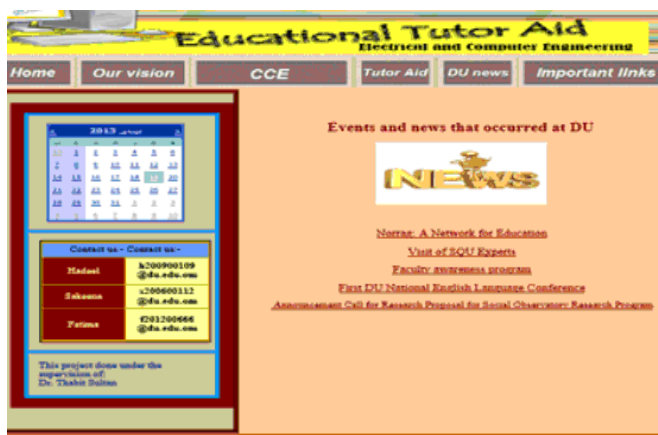 Educational Tutor Aid
Electrical and Computer Engineering
Home
Our vision
CCE
Tutor Aid
DU news
Important links
2013
Contact us - Contact us:-
Hadeel
h200900109
@du.edu.om
Sakeena
s200600112
@du.edu.om
Fatima
f201200666
@du.edu.om
This project done under the
supervision of:
Dr. Thabit Sultan
Events and news that occurred at DU
NEWS
Norrag: A Network for Education
Visit of SQU Experts
Faculty awareness program
First DU National English Language Conference
Announcement Call for Research Proposal for Social Observatory Research Program